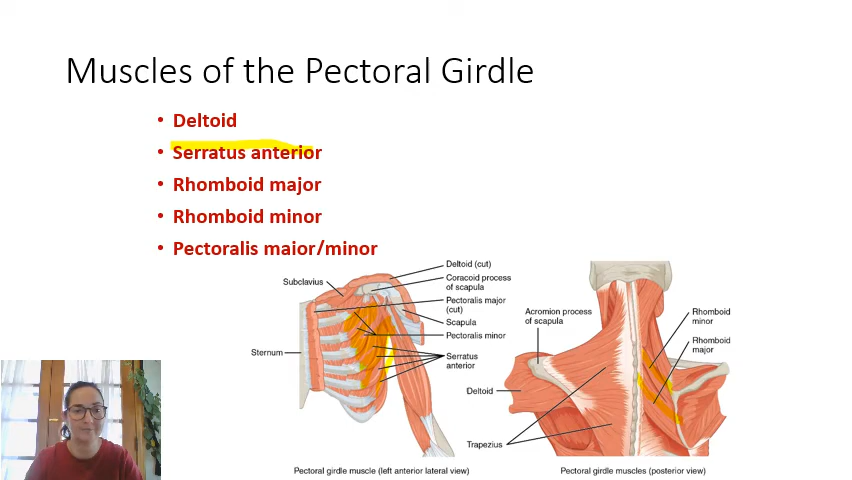 Muscles of the Pectoral Girdle
• Deltoid
• Serratus anterior
• Rhomboid major
• Rhomboid minor
• Pectoralis major/minor
Deltoid (cut)
Subclavius
Coracoid process
of scapula
Pectoralis major
(cut)
Scapula
Pectoralis minor
Sternum
Serratus
anterior
Pectoral girdle muscle (left anterior lateral view)
Acromion process
of scapula
Rhomboid
minor
Rhomboid
major
Deltoid
Trapezius
Pectoral girdle muscles (posterior view)